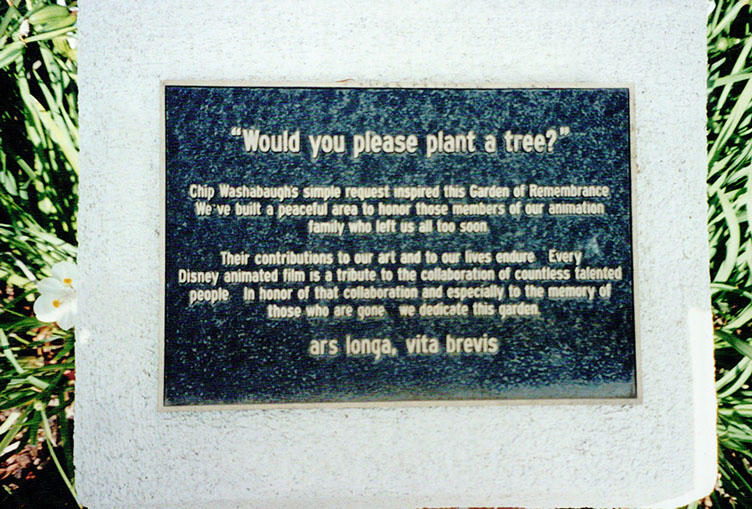 "Would you please plant a tree?"
Chip Washabaugh's simple request inspired this Garden of Remembrance
We've built a peaceful area to honor those members of our animation
family who left us all too soon
Their contributions to our art and to our lives endure Every
Disney animated film is a tribute to the collaboration of countless talented
people In honor of that collaboration and especially to the memory of
those who are gone we dedicate this garden.
ars longa, vita brevis